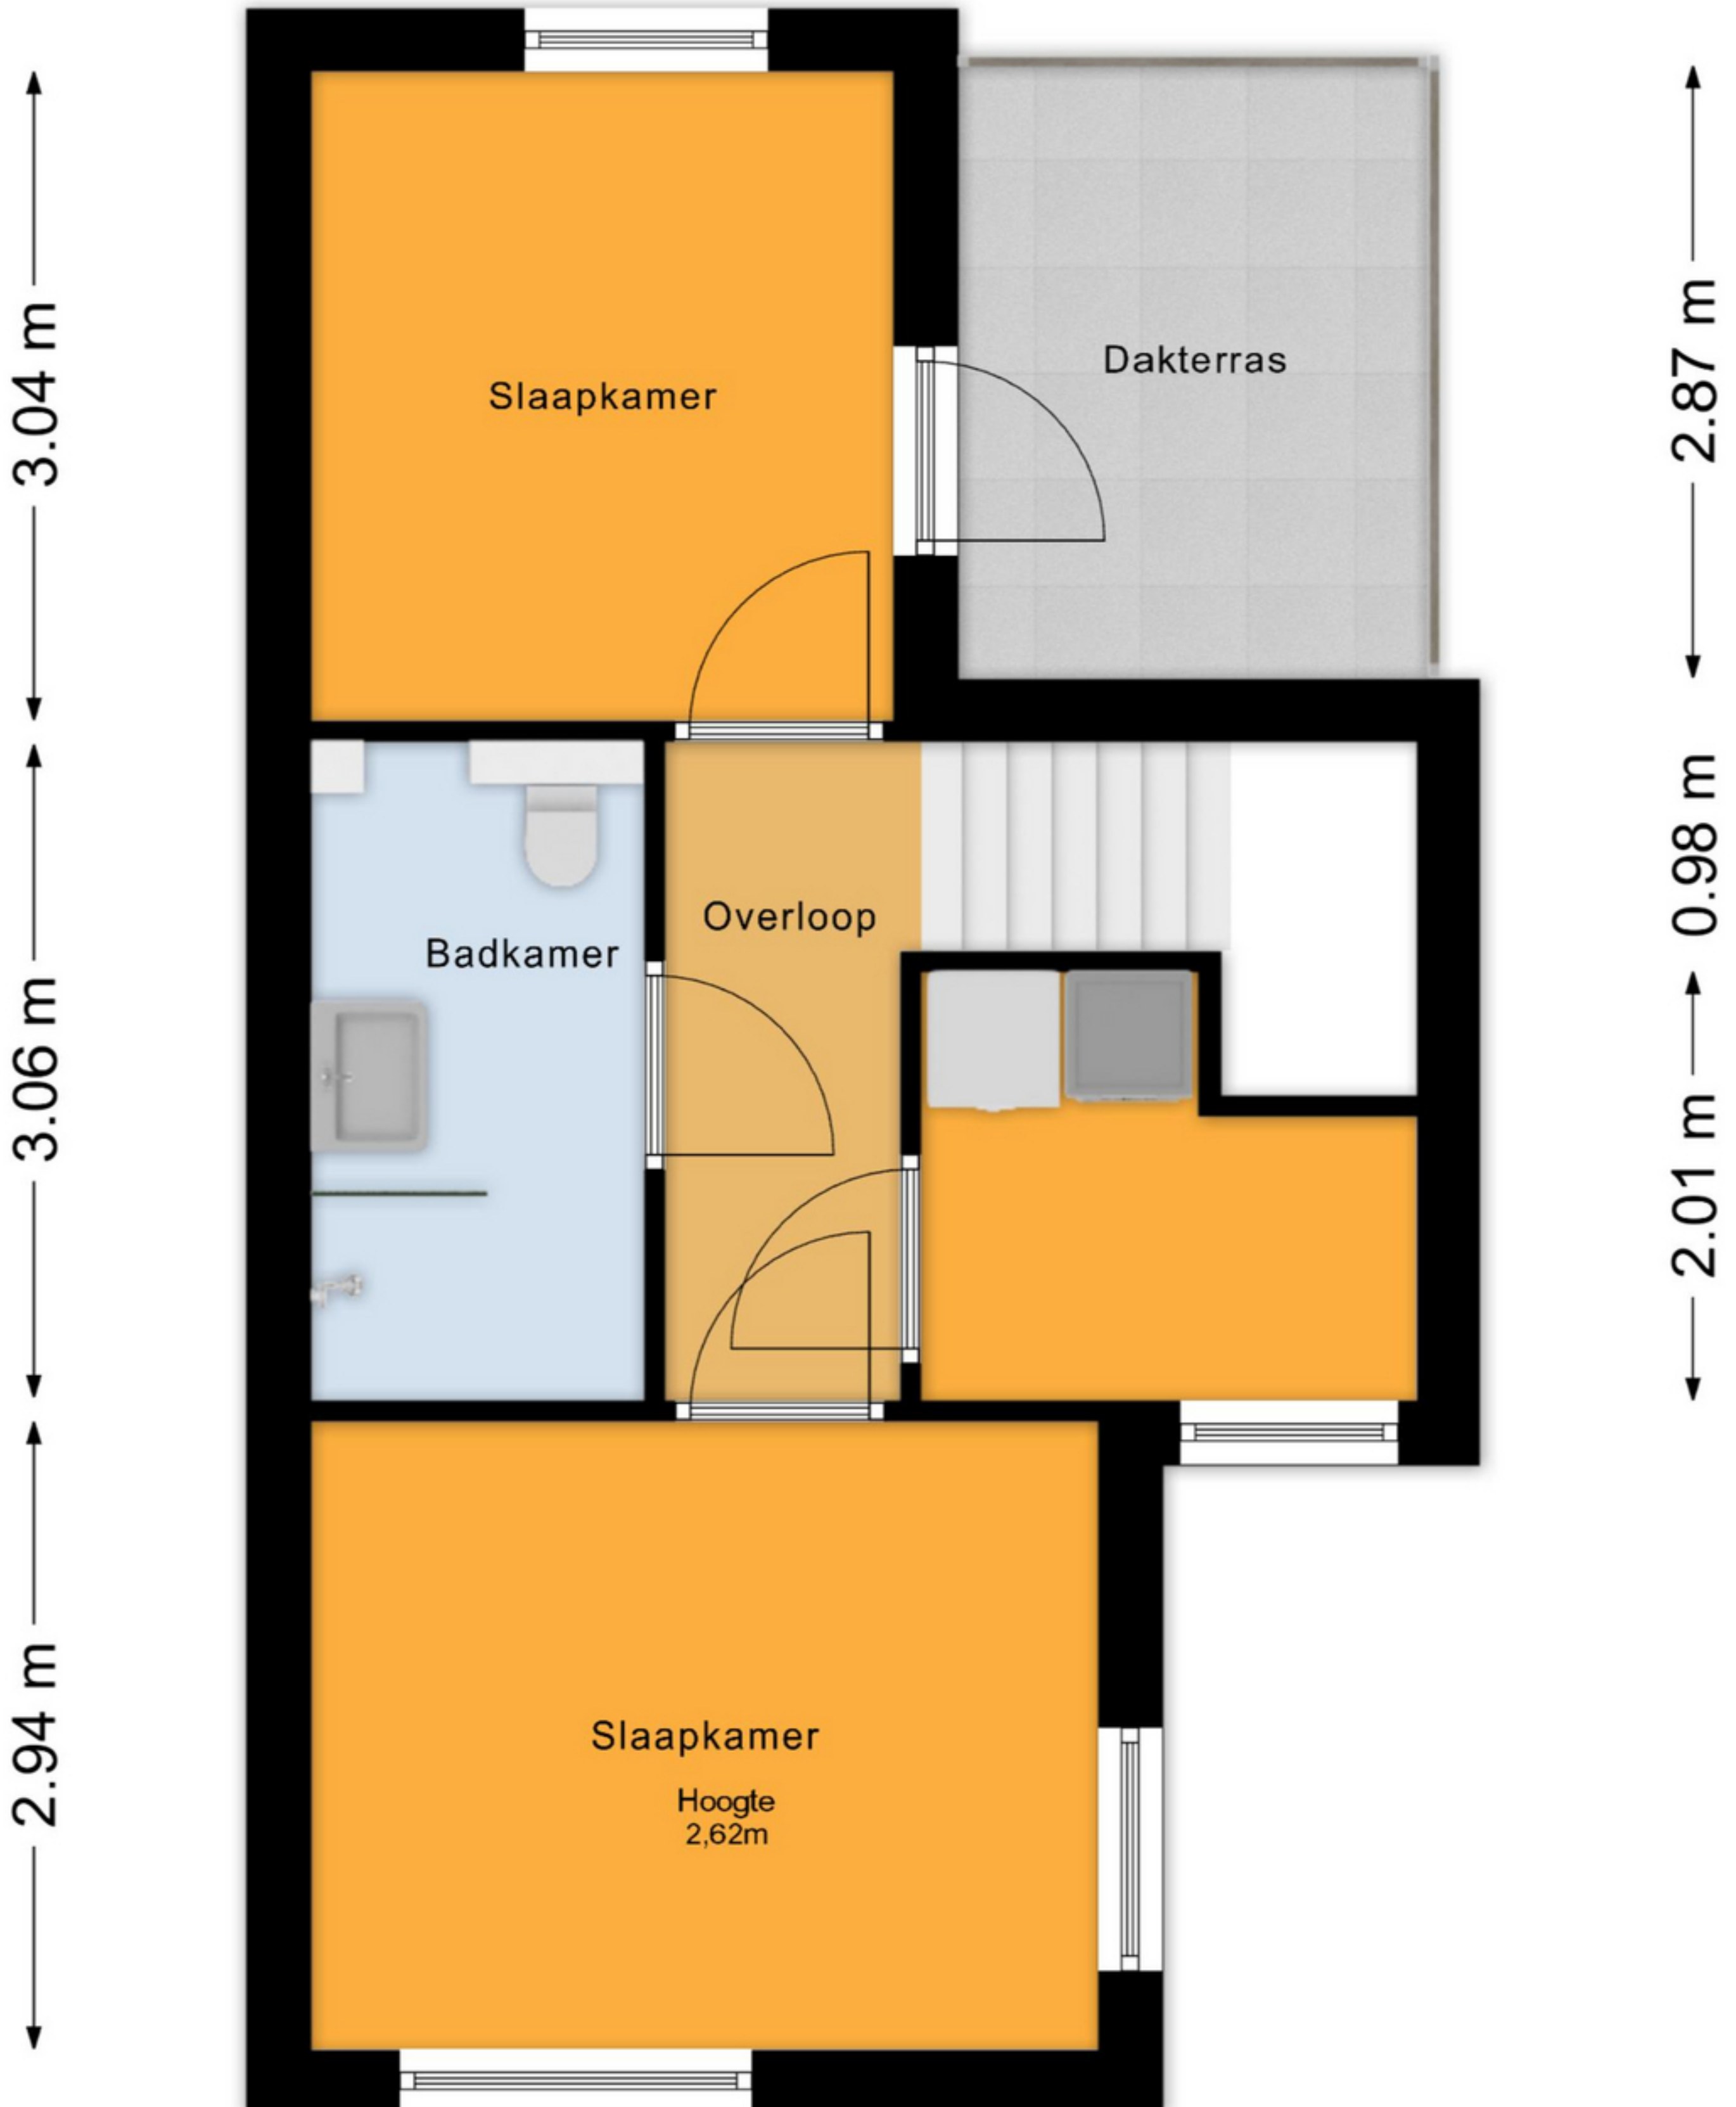 3.04 m
2.87 m
Dakterras
Slaapkamer
0.98 m
Overloop
Badkamer
3.06 m
2.01 m
2.94 m
Slaapkamer
Hoogte
2,62m